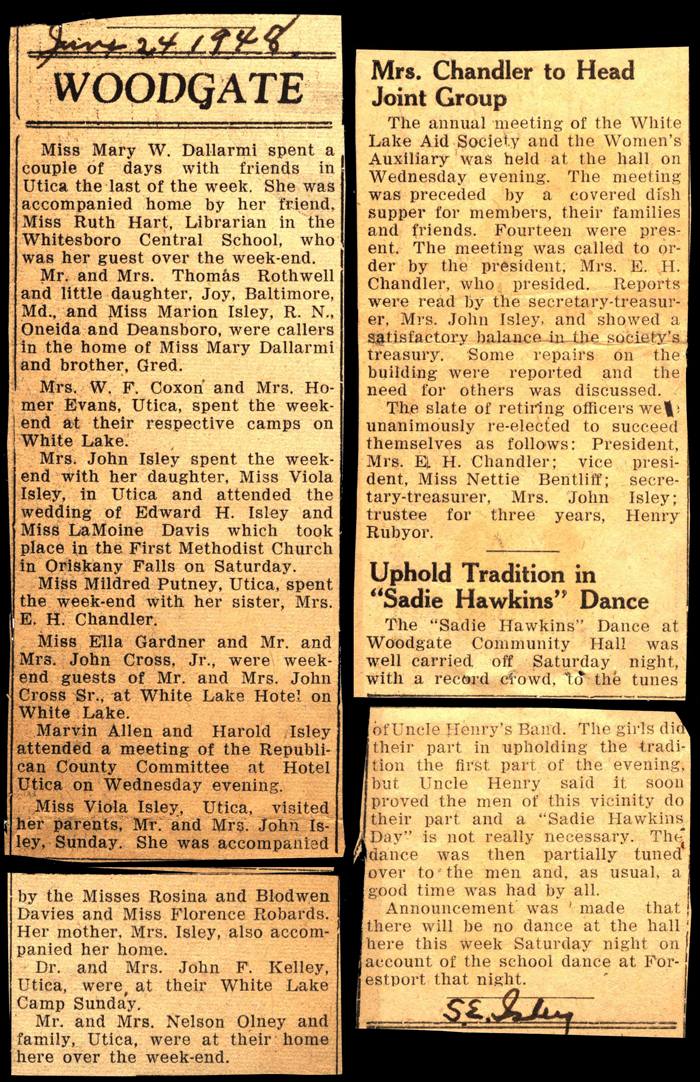 June 24 1948
WOODGATE
Miss Mary W. Dallarmi spent a
couple of days with friends in
Utica the last of the week. She was
accompanied home by her friend,
Miss Ruth Hart, Librarian in the
Whitesboro Central School, who
was her guest over the week-end.
Mr. and Mrs. Thomas Rothwell
and little daughter, Joy, Baltimore,
Md., and Miss Marion Isley, R. N.,
Oneida and Deansboro, were callers
in the home of Miss Mary Dallarmi
and brother, Gred.
Mrs. W. F. Coxon and Mrs. Ho-
mer Evans, Utica, spent the week-
end at their respective camps on
White Lake.
Mrs. John Isley spent the week-
end with her daughter, Miss Viola
Isley, in Utica and attended the
wedding of Edward H. Isley and
Miss LaMoine Davis which took
place in the First Methodist Church
in Oriskany Falls on Saturday.
Miss Mildred Putney, Utica, spent
the week-end with her sister, Mrs.
E. H. Chandler.
Miss Ella Gardner and Mr. and
Mrs. John Cross, Jr., were week-
end guests of Mr. and Mrs. John
Cross Sr., at White Lake Hotel on
White Lake.
Marvin Allen and Harold Isley
attended a meeting of the Republi-
can County Committee at Hotel
Utica on Wednesday evening.
Miss Viola Isley, Utica, visited
her parents, Mr. and Mrs. John Is-
ley, Sunday. She was accompanied
by the Misses Rosina and Blodwen
Davies and Miss Florence Robards.
Her mother, Mrs. Isley, also accom-
panied her home.
Dr. and Mrs. John F. Kelley,
Utica, were at their White Lake
Camp Sunday.
Mr. and Mrs. Nelson Olney and
family, Utica, were at their home
here over the week-end.
Mrs. Chandler to Head
Joint Group
The annual meeting of the White
Lake Aid Society and the Women's
Auxiliary was held at the hall on
Wednesday evening. The meeting
was preceded by a covered dish
supper for members, their families
and friends. Fourteen were pres-
ent. The meeting was called to or-
der by the president, Mrs. E. H.
Chandler, who presided. Reports
were read by the secretary-treasur-
er, Mrs. John Isley, and showed a
satisfactory balance in the society's
treasury. Some repairs on the
building were reported and the
need for others was discussed.
The slate of retiring officers we
unanimously re-elected to succeed
themselves as follows: President,
Mrs. E. H. Chandler; vice presi-
dent, Miss Nettie Bentliff; secre-
tary-treasurer, Mrs. John Isley;
trustee for three years, Henry
Rubyor.
Uphold Tradition in
"Sadie Hawkins" Dance
The "Sadie Hawkins" Dance at
Woodgate Community Hall was
well carried off Saturday night,
with a record crowd, to the tunes
of Uncle Henry's Band. The girls did
their part in upholding the tradi-
tion the first part of the evening,
but Uncle Henry said it soon
proved the men of this vicinity do
their part and a "Sadie Hawkins
Day" is not really necessary. The
dance was then partially tuned
over to the men and, as usual, a
good time was had by all.
Announcement was made that
there will be no dance at the hall
here this week Saturday night on
account of the school dance at For-
estport that night.
S.E. Isley